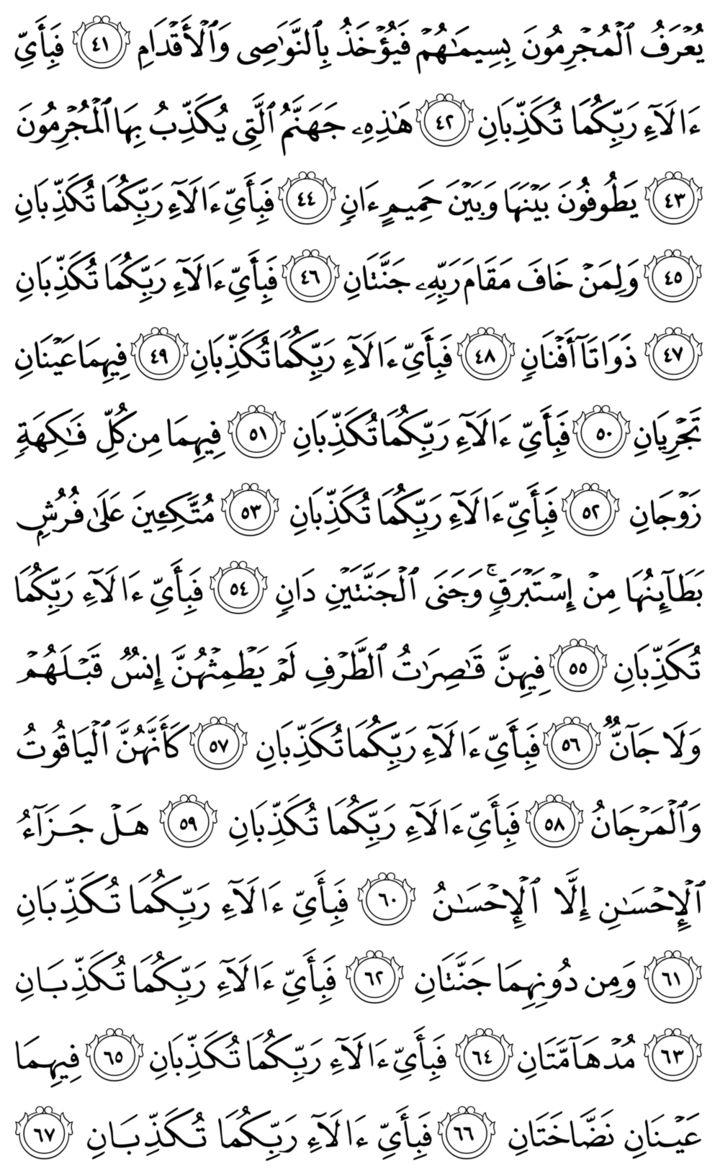 يُعۡرَفُ ٱلۡمُجۡرِمُونَ بِسِيمَٰهُمۡ فَيُؤۡخَذُ بِٱلنَّوَٰصِي وَٱلۡأَقۡدَامِ ٤١ فَبِأَيِّ
ءَالَآءِ رَبِّكُمَا تُكَذِّبَانِ ٤٢ هَٰذِهِۦ جَهَنَّمُ ٱلَّتِي يُكَذِّبُ بِهَا ٱلۡمُجۡرِمُونَ
٤٣ يَطُوفُونَ بَيۡنَهَا وَبَيۡنَ حَمِيمٍ ءَانٖ ٤٤ فَبِأَيِّ ءَالَآءِ رَبِّكُمَا تُكَذِّبَانِ
٤٥ وَلِمَنۡ خَافَ مَقَامَ رَبِّهِۦ جَنَّتَانِ ٤٦ فَبِأَيِّ ءَالَآءِ رَبِّكُمَا تُكَذِّبَانِ
٤٧ ذَوَاتَآ أَفۡنَانٖ ٤٨ فَبِأَيِّ ءَالَآءِ رَبِّكُمَا تُكَذِّبَانِ ٤٩ فِيهِمَا عَيۡنَانِ
تَجۡرِيَانِ ٥٠ فَبِأَيِّ ءَالَآءِ رَبِّكُمَا تُكَذِّبَانِ ٥١ فِيهِمَا مِن كُلِّ فَٰكِهَةٖ
زَوۡجَانِ ٥٢ فَبِأَيِّ ءَالَآءِ رَبِّكُمَا تُكَذِّبَانِ ٥٣ مُتَّكِـِٔينَ عَلَىٰ فُرُشِۭ
بَطَآئِنُهَا مِنۡ إِسۡتَبۡرَقٖۚ وَجَنَى ٱلۡجَنَّتَيۡنِ دَانٖ ٥٤ فَبِأَيِّ ءَالَآءِ رَبِّكُمَا
تُكَذِّبَانِ ٥٥ فِيهِنَّ قَٰصِرَٰتُ ٱلطَّرۡفِ لَمۡ يَطۡمِثۡهُنَّ إِنسٞ قَبۡلَهُمۡ
وَلَا جَآنّٞ ٥٦ فَبِأَيِّ ءَالَآءِ رَبِّكُمَا تُكَذِّبَانِ ٥٧ كَأَنَّهُنَّ ٱلۡيَاقُوتُ
وَٱلۡمَرۡجَانُ ٥٨ فَبِأَيِّ ءَالَآءِ رَبِّكُمَا تُكَذِّبَانِ ٥٩ هَلۡ جَزَآءُ
ٱلۡإِحۡسَٰنِ إِلَّا ٱلۡإِحۡسَٰنُ ٦٠ فَبِأَيِّ ءَالَآءِ رَبِّكُمَا تُكَذِّبَانِ
٦١ وَمِن دُونِهِمَا جَنَّتَانِ ٦٢ فَبِأَيِّ ءَالَآءِ رَبِّكُمَا تُكَذِّبَانِ
٦٣ مُدۡهَآمَّتَانِ ٦٤ فَبِأَيِّ ءَالَآءِ رَبِّكُمَا تُكَذِّبَانِ ٦٥ فِيهِمَا
عَيۡنَانِ نَضَّاخَتَانِ ٦٦ فَبِأَيِّ ءَالَآءِ رَبِّكُمَا تُكَذِّبَانِ ٦٧